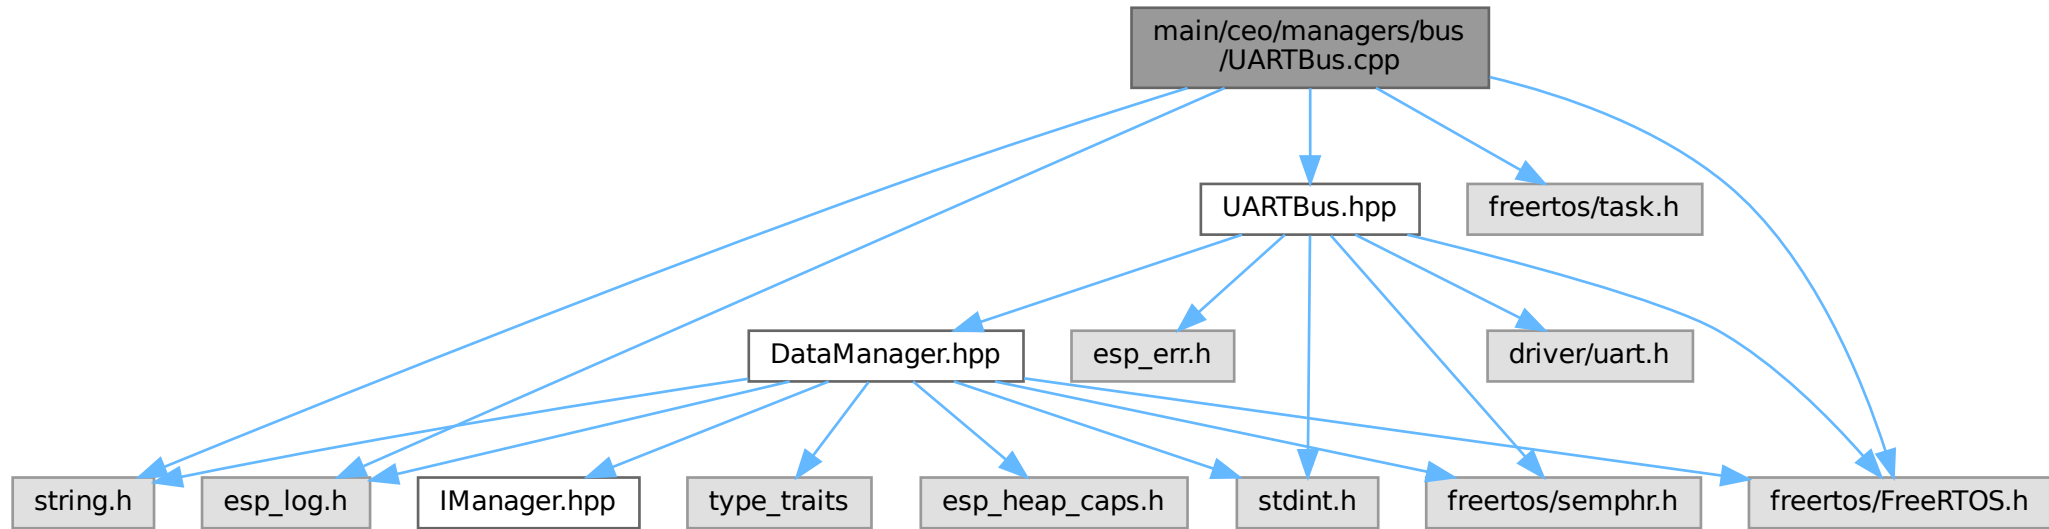 main/ceo/managers/bus
/UARTBus.cpp
UARTBus.hpp
freertos/task.h
DataManager.hpp
esp_err.h
driver/uart.h
string.h
esp_log.h
IManager.hpp
type_traits
esp_heap_caps.h
stdint.h
freertos/semphr.h
freertos/FreeRTOS.h